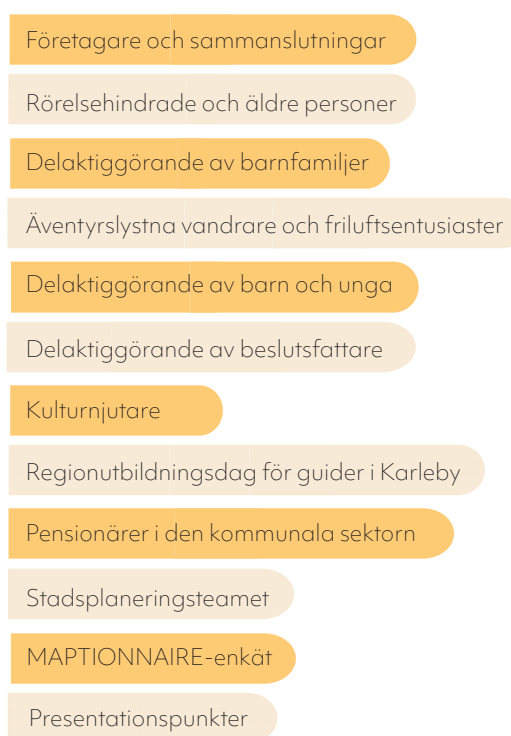 Företagare och sammanslutningar
Rörelsehindrade och äldre personer
Delaktiggörande av barnfamiljer
Äventyrslystna vandrare och friluftsentusiaster
Delaktiggörande av barn och unga
Delaktiggörande av beslutsfattare
Kulturnjutare
Regionutbildningsdag för guider i Karleby
Pensionärer i den kommunala sektorn
Stadsplaneringsteamet
MAPTIONNAIRE-enkät
Presentationspunkter